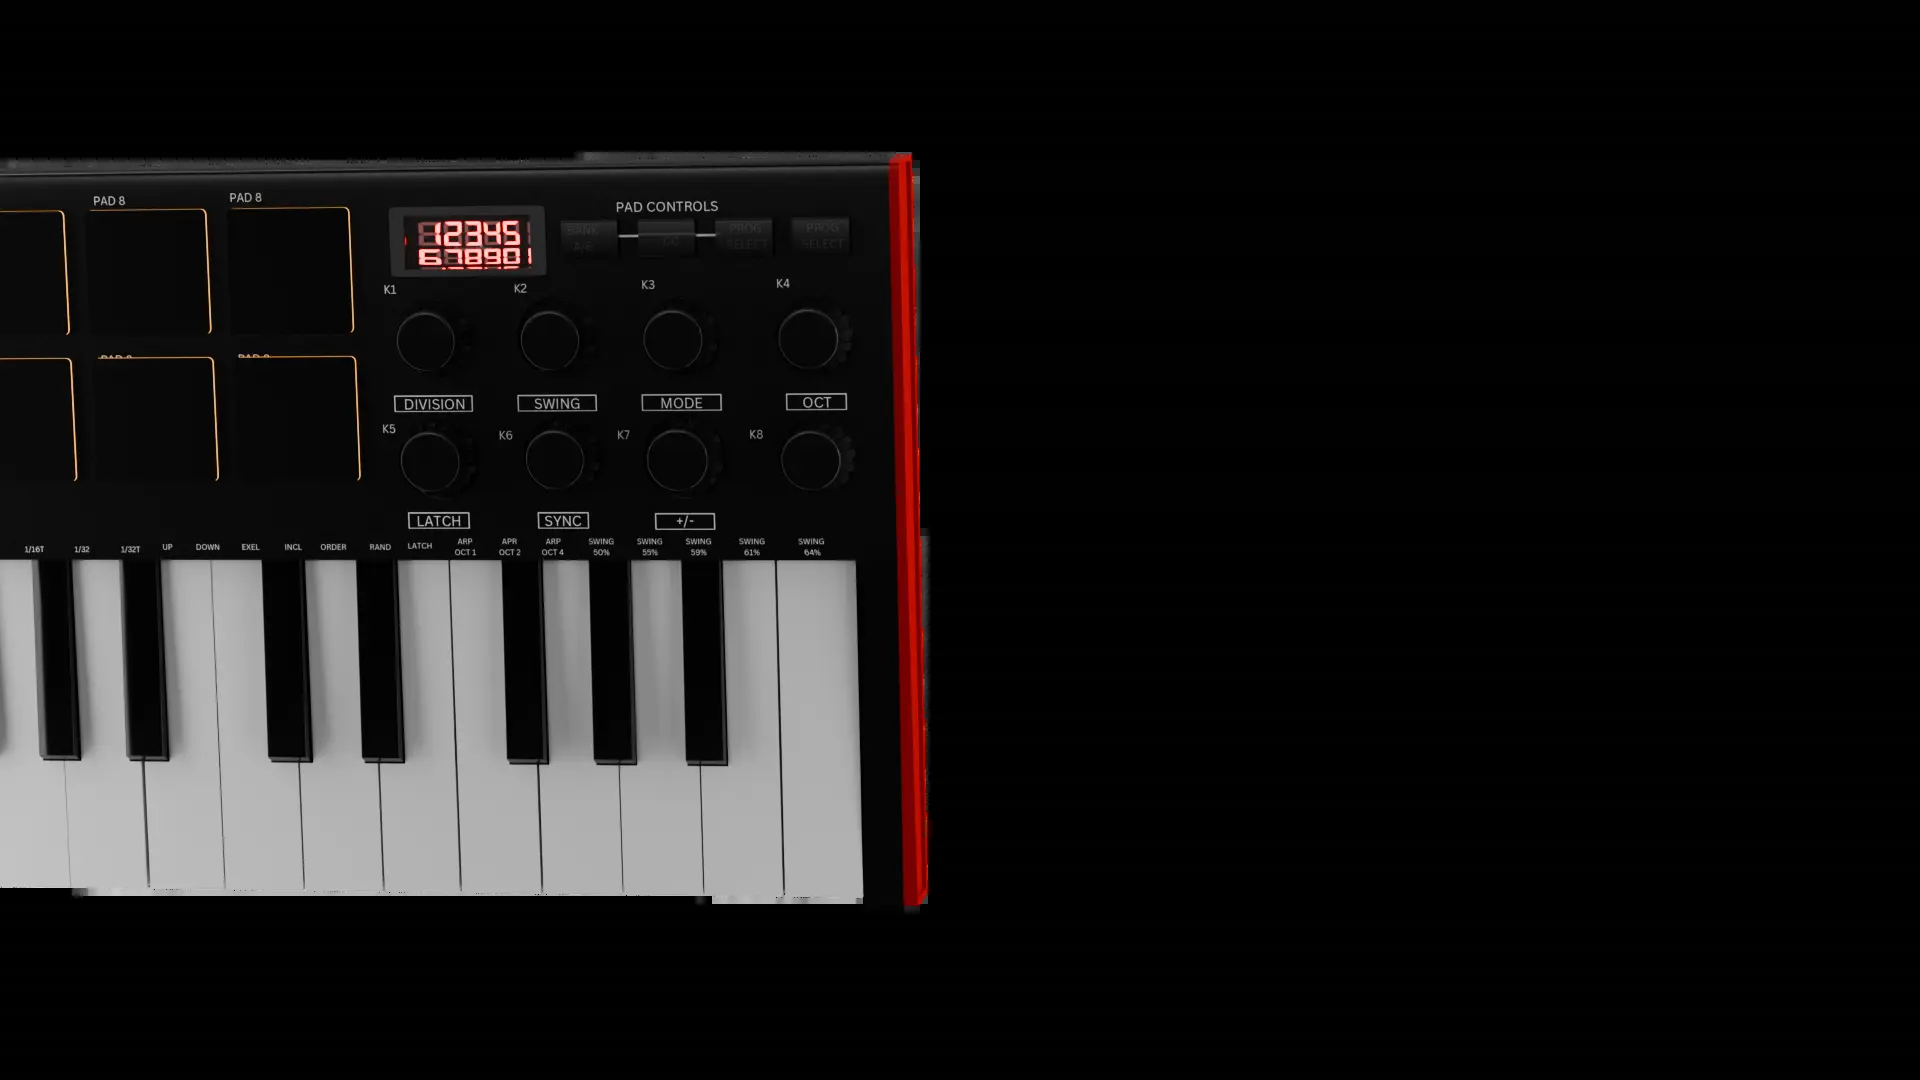 PAD 8
PAD 8
PAD CONTROLS
12345
67890
BANK
A/B
CC
PROG
SELECT
PROG
SELECT
K1
K2
K3
K4
DIVISION
SWING
MODE
OCT
K5
K6
K7
K8
LATCH
SYNC
+/-
1/16T
1/32
1/32T
UP
DOWN
EXEL
INCL
ORDER
RAND
LATCH
ARP
OCT 1
APR
OCT 2
ARP
OCT 4
SWING
50%
SWING
55%
SWING
59%
SWING
61%
SWING
64%